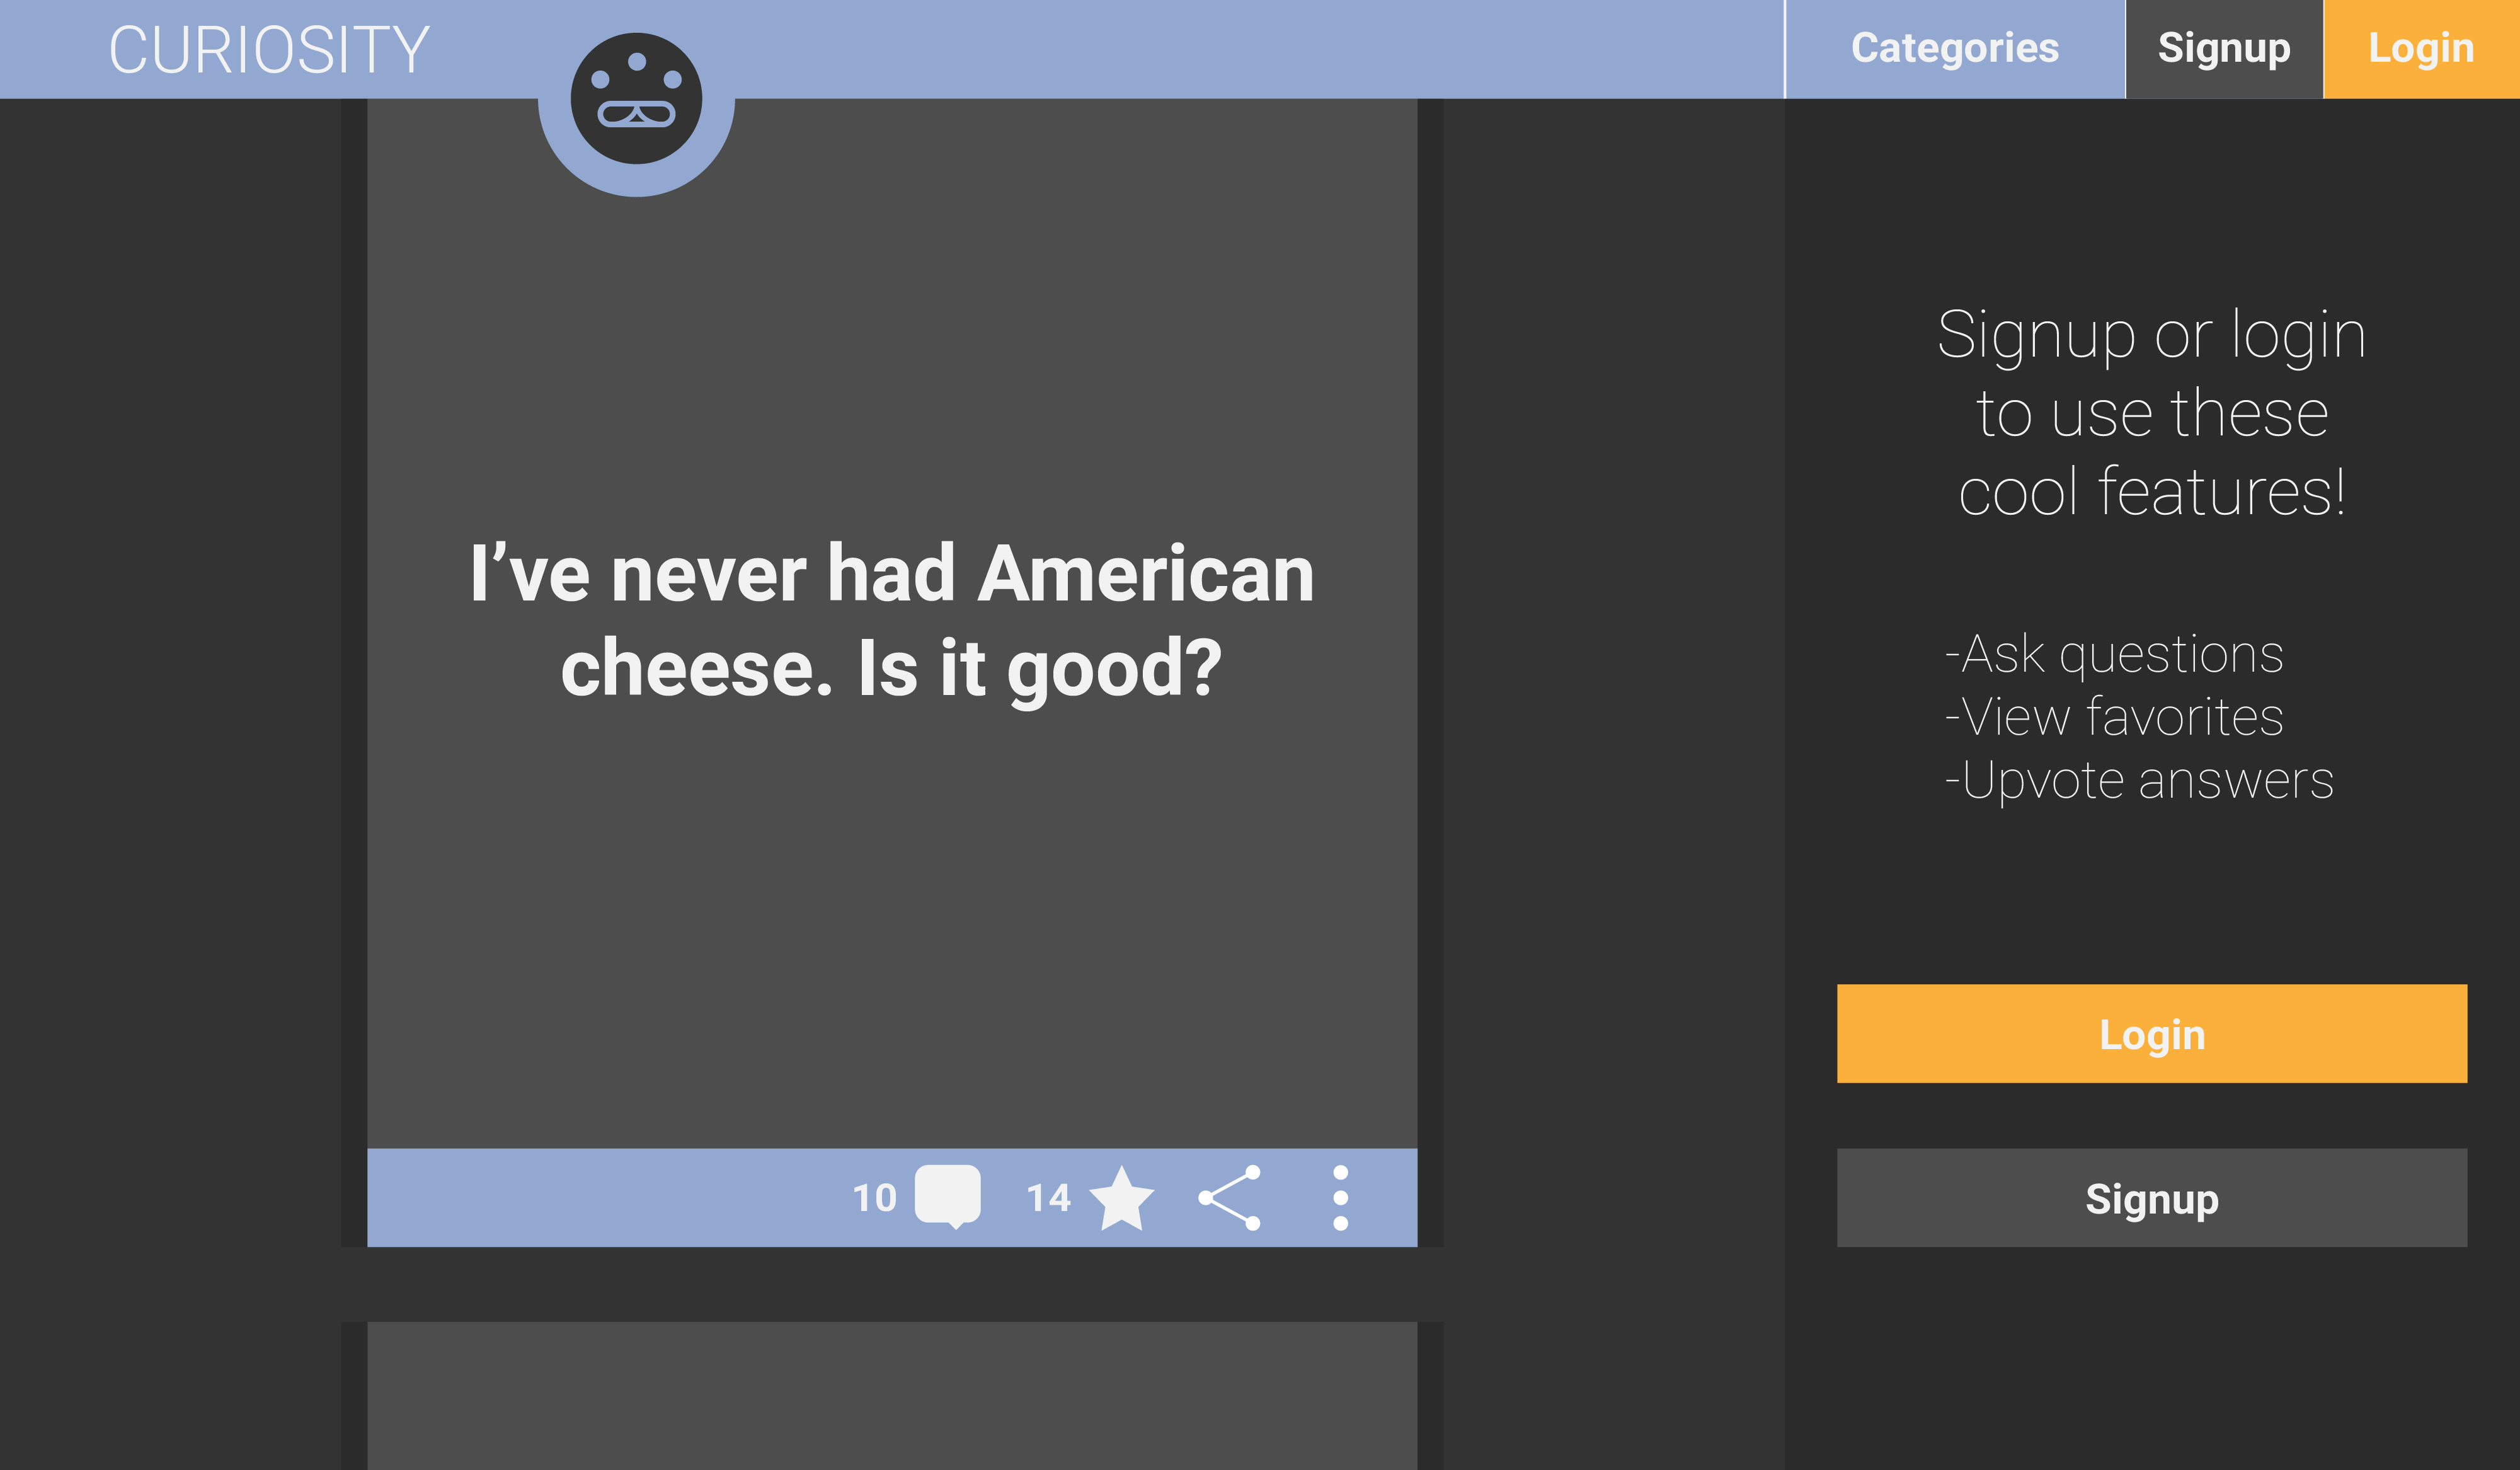 CURIOSITY
Categories
Signup
Login
I’ve never had American
cheese. Is it good?
10
14
Signup or login
to use these
cool features!
-Ask questions
-View favorites
-Upvote answers
Login
Signup